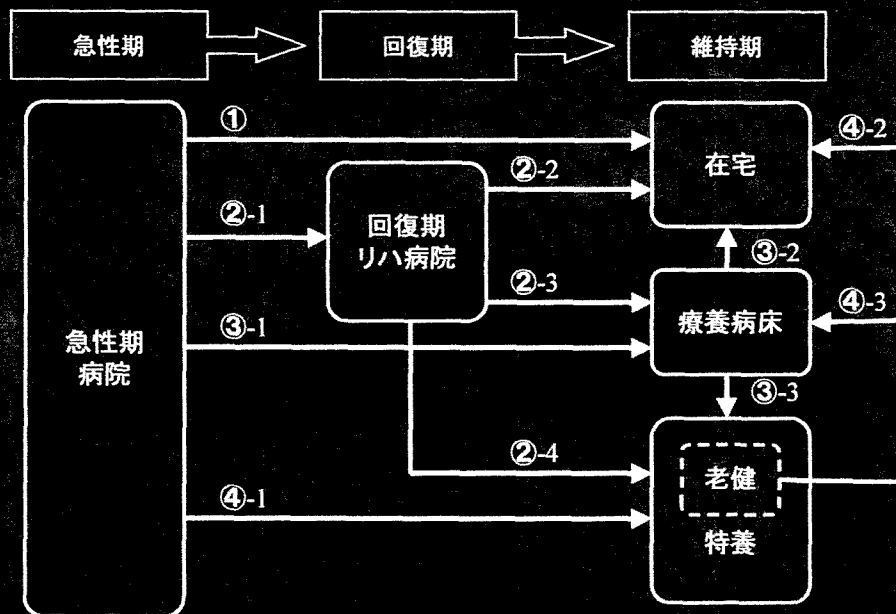 急性期
回復期
維持期
①
④-2
在宅
②-2
②-1
回復期
リハ病院
③-2
②-3
④-3
療養病床
③-1
急性期
病院
③-3
②-4
老健
④-1
特養